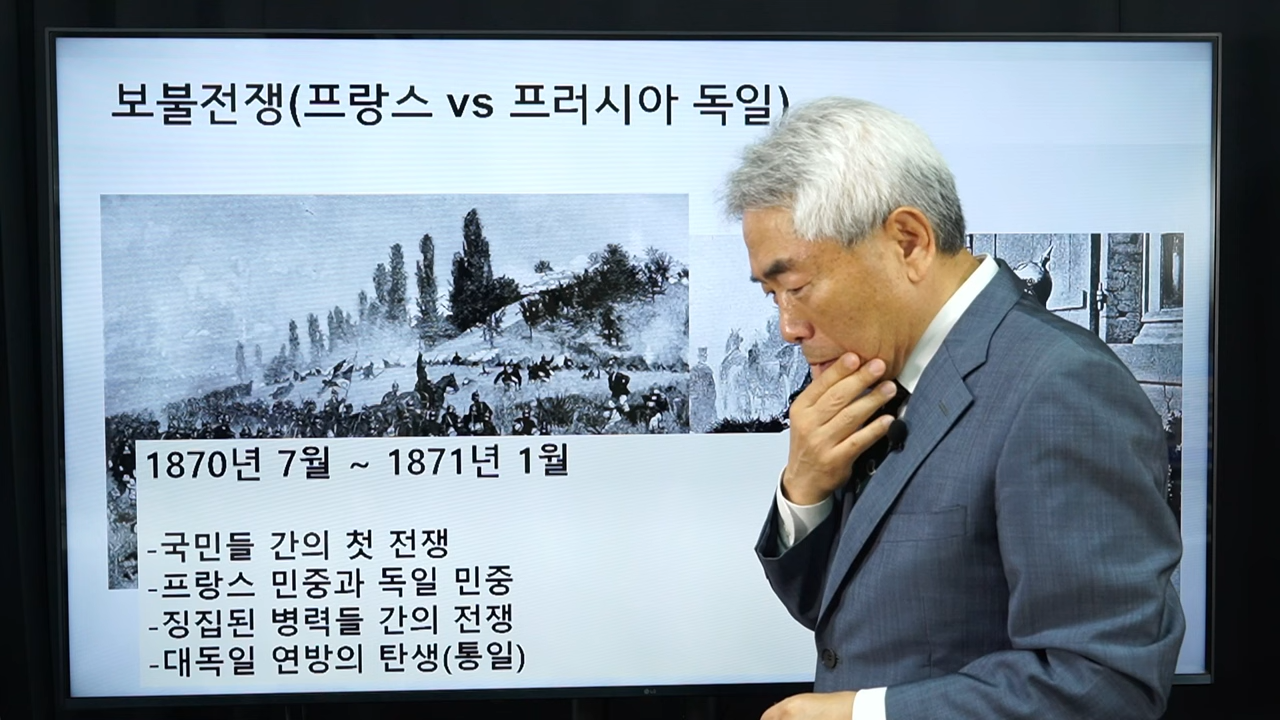 보불전쟁(프랑스 vs 프러시아 독일)
1870년 7월 ~ 1871년 1월
-국민들 간의 첫 전쟁
-프랑스 민중과 독일 민중
-징집된 병력들 간의 전쟁
-대독일 연방의 탄생(통일)
LG